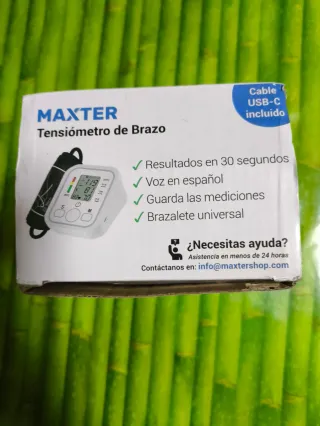 Cable
USB-C
incluido
MAXTER
Tensiómetro de Brazo
✓ Resultados en 30 segundos
✓ Voz en español
✓ Guarda las mediciones
✓ Brazalete universal
¿Necesitas ayuda?
Asistencia en menos de 24 horas
Contáctanos en: info@maxtershop.com